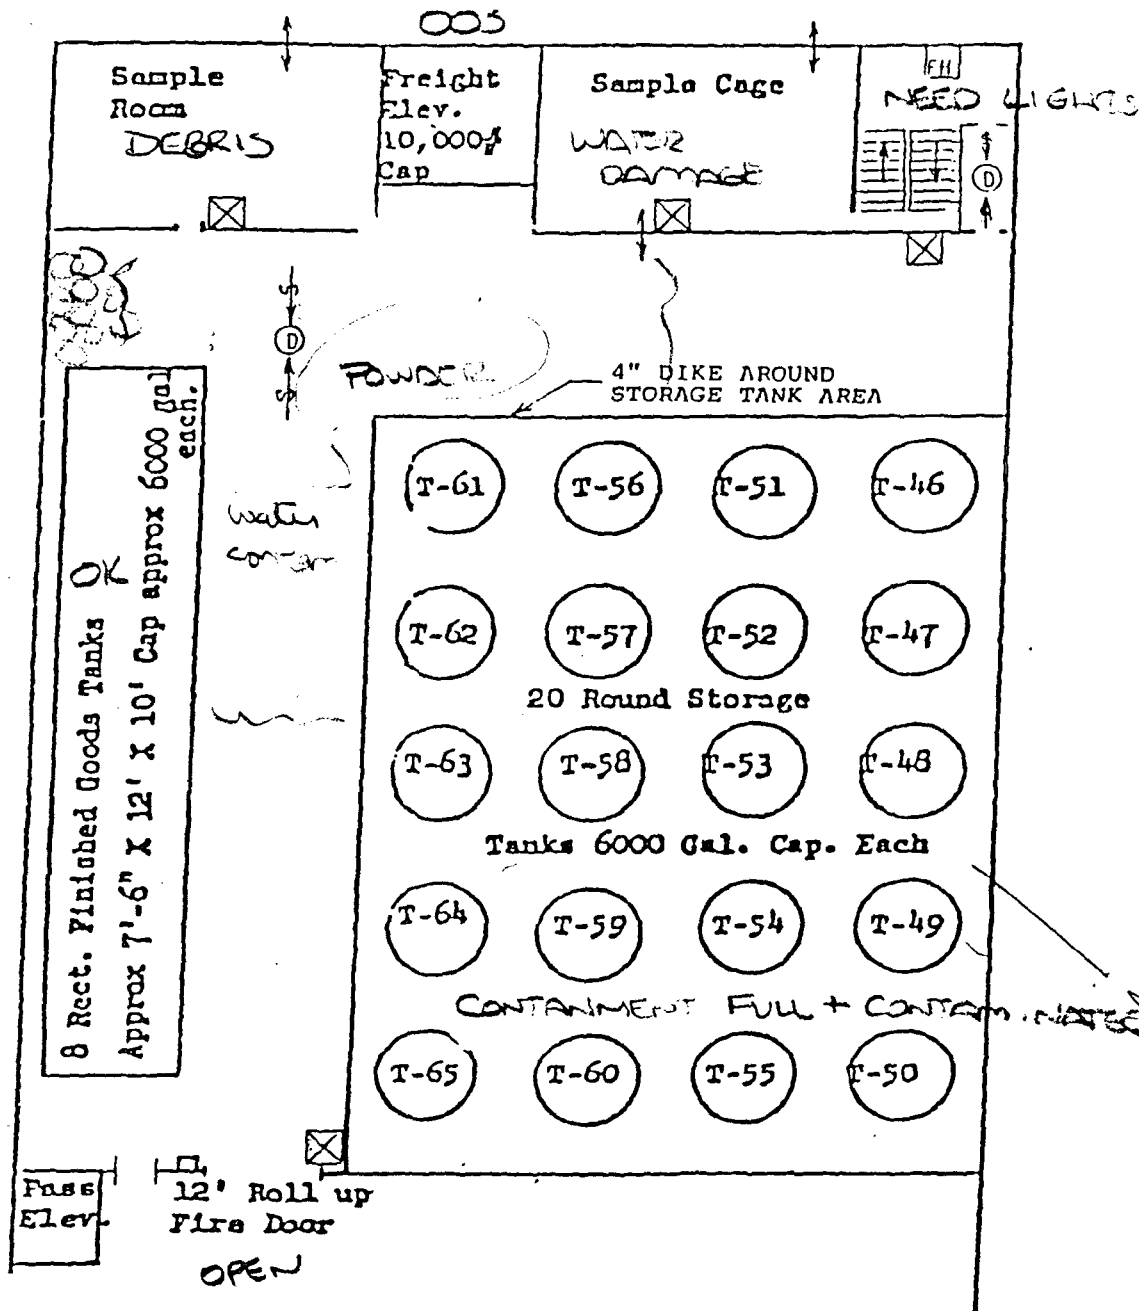 OOS
Sample
Room
DEBRIS
Freight
Elev.
10,000#
Cap
Sample Cage
WATER
DAMAGE
EH
NEED LIGHTS
D
D
POWDER
4" DIKE AROUND
STORAGE TANK AREA
8 Rect. Finished Goods Tanks OK
Approx 7'-6" X 12' X 10' Cap approx 6000 gal
each.
water
T-61 T-56 T-51 T-46
T-62 T-57 T-52 T-47
20 Round Storage
T-63 T-58 T-53 T-48
Tanks 6000 Gal. Cap. Each
T-64 T-59 T-54 T-49
CONTANMENT FULL + CONTAMINATED
T-65 T-60 T-55 T-50
Pass
Elev.
12' Roll up
Fire Door
OPEN